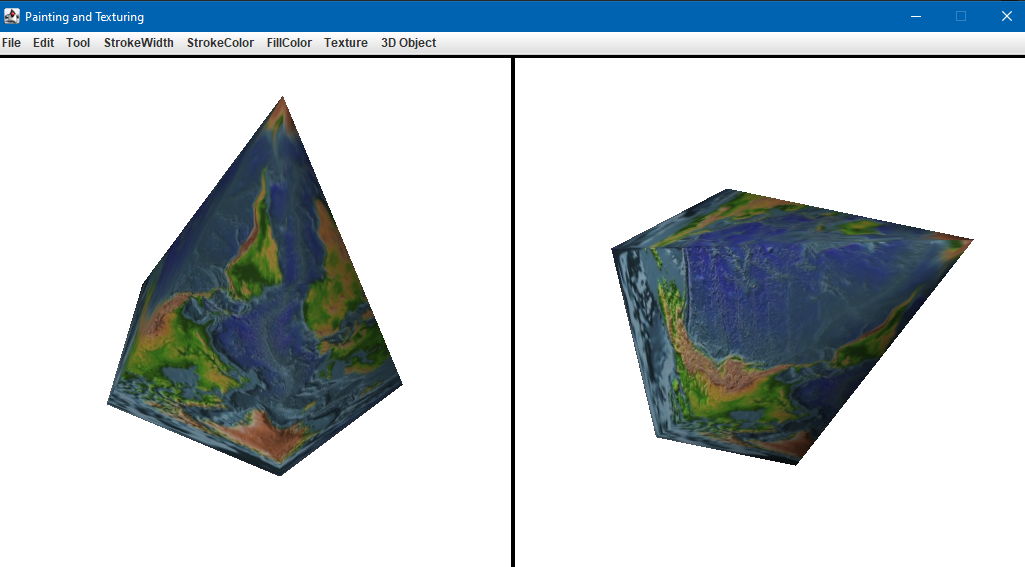 Painting and Texturing
File Edit Tool StrokeWidth StrokeColor FillColor Texture 3D Object